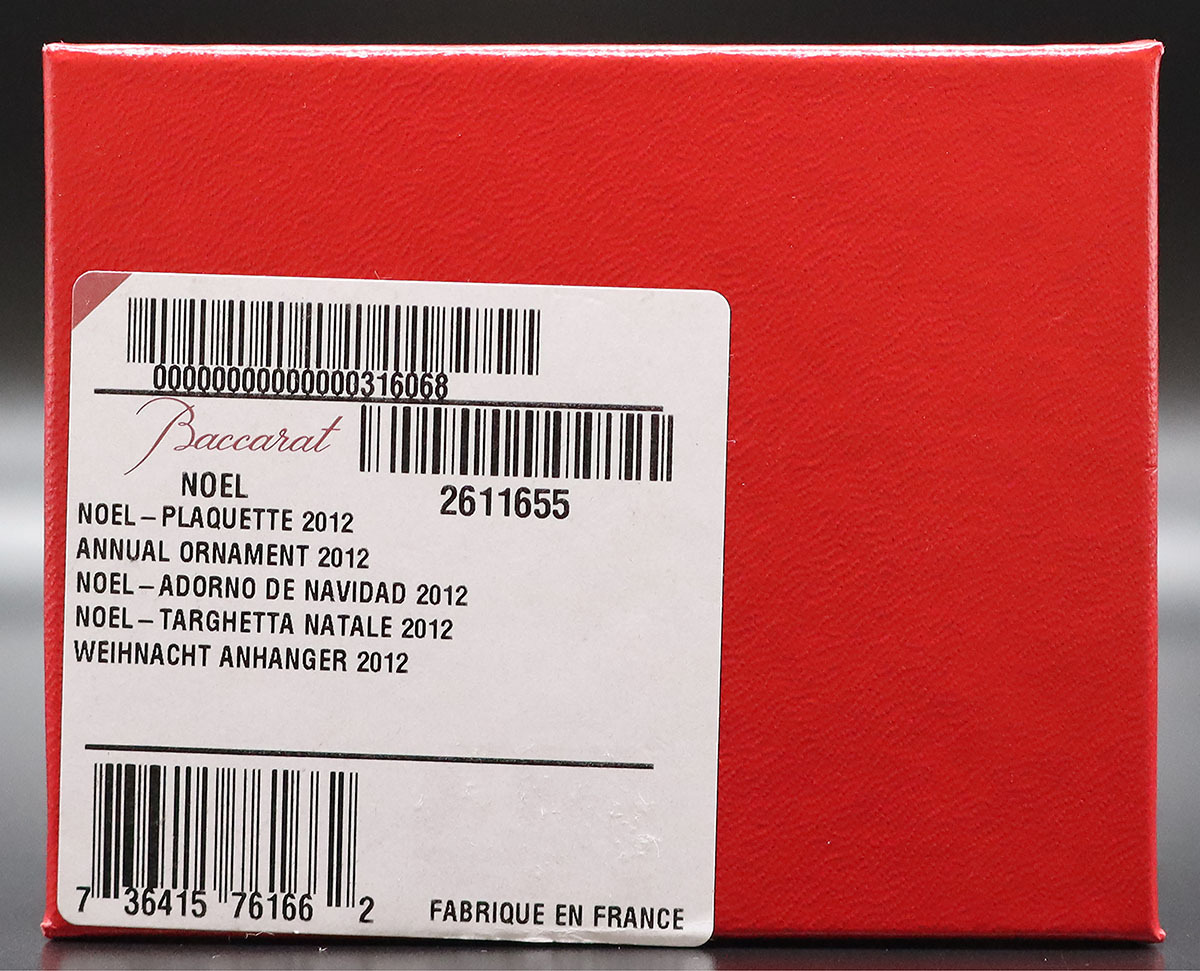 000000000000000316068
Baccarat
2611655
NOEL
NOEL–PLAQUETTE 2012
ANNUAL ORNAMENT 2012
NOEL–ADORNO DE NAVIDAD 2012
NOEL–TARGHETTA NATALE 2012
WEIHNACHT ANHANGER 2012
7 36415 76166 2
FABRIQUE EN FRANCE